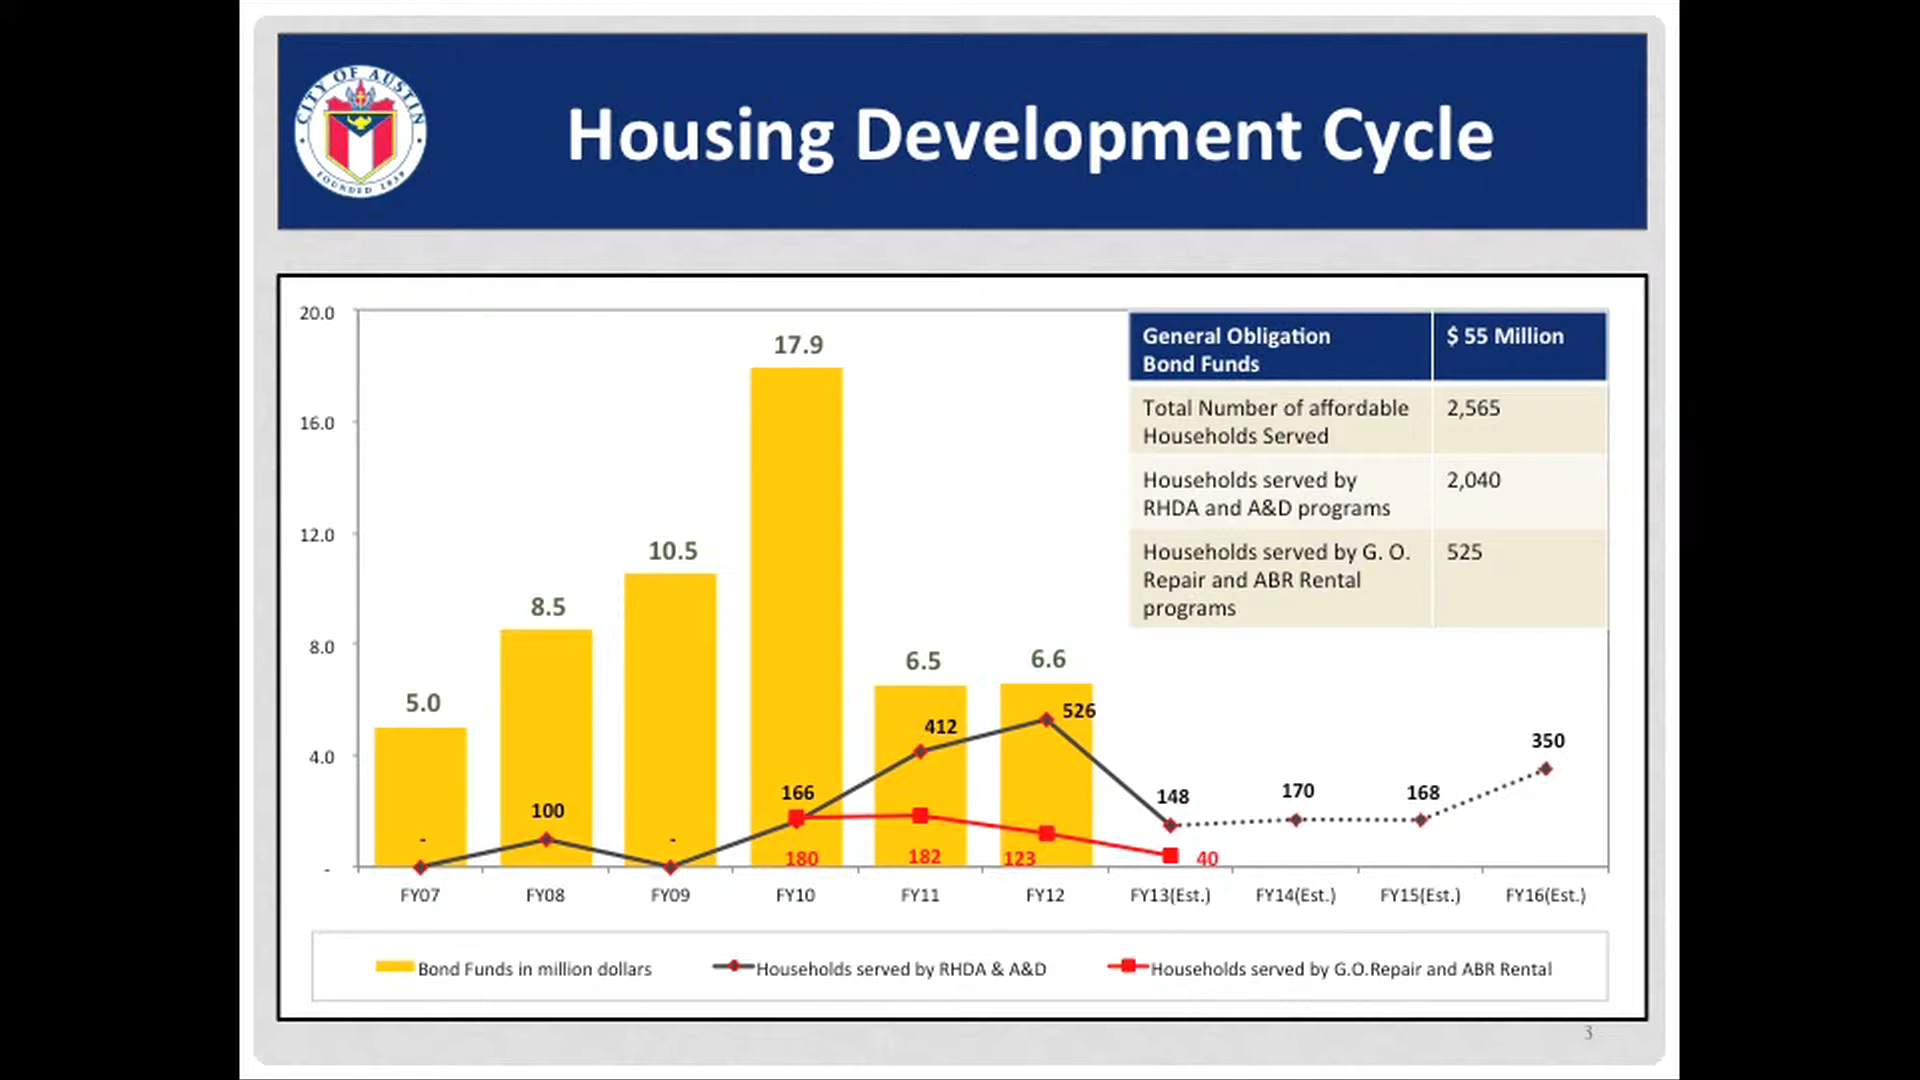 CITY OF AUSTIN
FOUNDED 1839
Housing Development Cycle
20.0
16.0
12.0
8.0
4.0
-
5.0
8.5
10.5
17.9
6.5
6.6
-
100
-
166
412
526
148
170
168
350
180
182
123
40
FY07
FY08
FY09
FY10
FY11
FY12
FY13(Est.)
FY14(Est.)
FY15(Est.)
FY16(Est.)
General Obligation
Bond Funds
$ 55 Million
Total Number of affordable
Households Served
2,565
Households served by
RHDA and A&D programs
2,040
Households served by G. O.
Repair and ABR Rental
programs
525
Bond Funds in million dollars
Households served by RHDA & A&D
Households served by G.O.Repair and ABR Rental
3